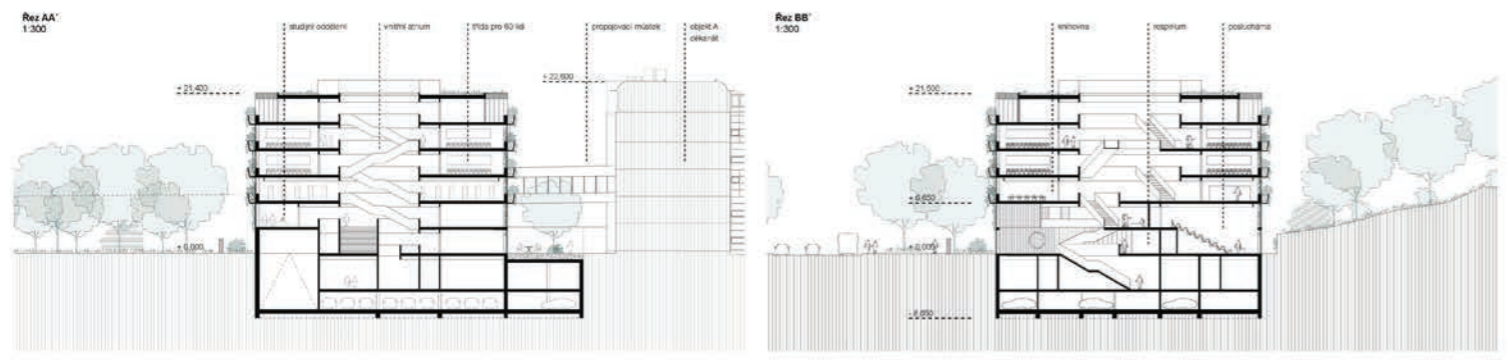 Řez AA'
1:300
studijní oddělení
vnitřní atrium
třída pro 60 lidí
propojovací můstek
objekt A
děkanát
+ 21,400
+ 22,600
± 0,000
Řez BB'
1:300
knihovna
respirium
posluchárna
+ 21,500
+ 6,650
± 0,000
- 6,650